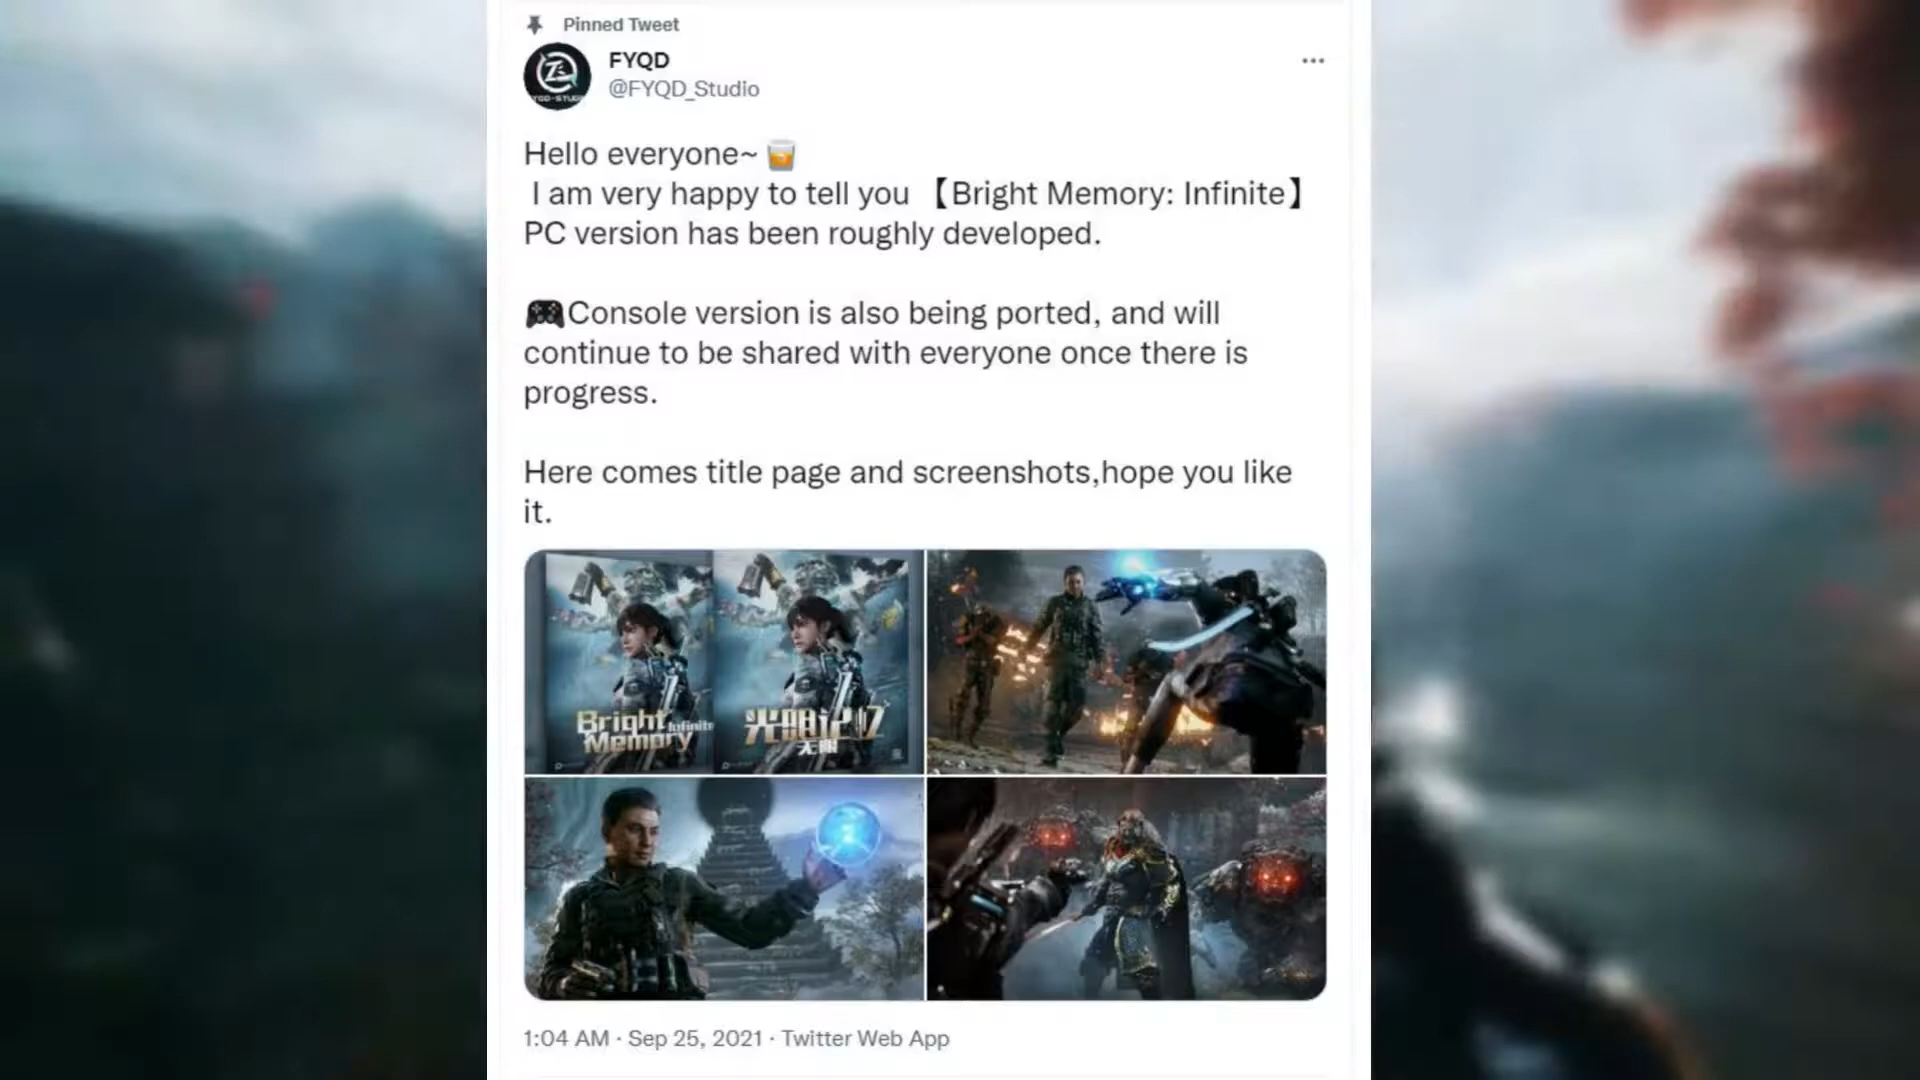 Pinned Tweet
FYQD
@FYQD_Studio
Hello everyone~ 🥃
I am very happy to tell you 【Bright Memory: Infinite】
PC version has been roughly developed.
🎮Console version is also being ported, and will
continue to be shared with everyone once there is
progress.
Here comes title page and screenshots,hope you like
it.
Bright
Memory Infinite
光明记忆
无限
1:04 AM · Sep 25, 2021 · Twitter Web App